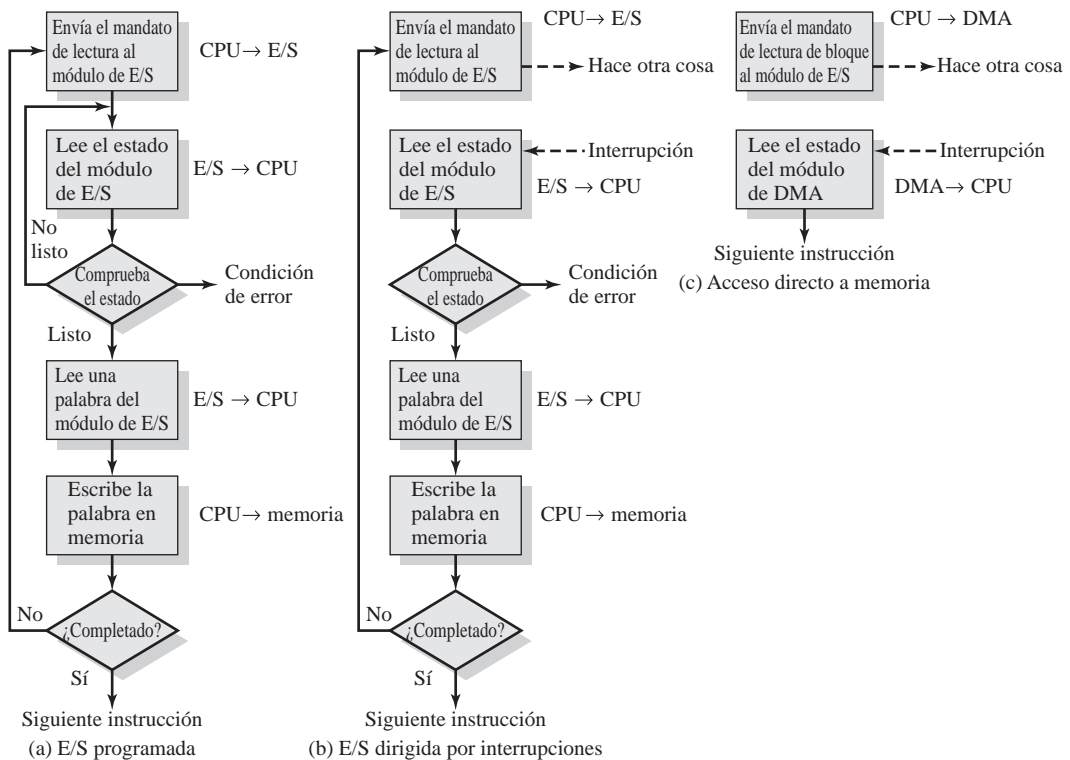 Envía el mandato
de lectura al
módulo de E/S
CPU→ E/S
Lee el estado
del módulo
de E/S
E/S → CPU
No
listo
Comprueba
el estado
Condición
de error
Listo
Lee una
palabra del
módulo de E/S
E/S → CPU
Escribe la
palabra en
memoria
CPU→ memoria
No
¿Completado?
Sí
Siguiente instrucción
(a) E/S programada
Envía el mandato
de lectura al
módulo de E/S
CPU→ E/S
Hace otra cosa
Lee el estado
del módulo
de E/S
Interrupción
E/S → CPU
Comprueba
el estado
Condición
de error
Listo
Lee una
palabra del
módulo de E/S
E/S → CPU
Escribe la
palabra en
memoria
CPU→ memoria
No
¿Completado?
Sí
Siguiente instrucción
(b) E/S dirigida por interrupciones
Envía el mandato
de lectura de bloque
al módulo de E/S
CPU → DMA
Hace otra cosa
Lee el estado
del módulo
de DMA
Interrupción
DMA→ CPU
Siguiente instrucción
(c) Acceso directo a memoria